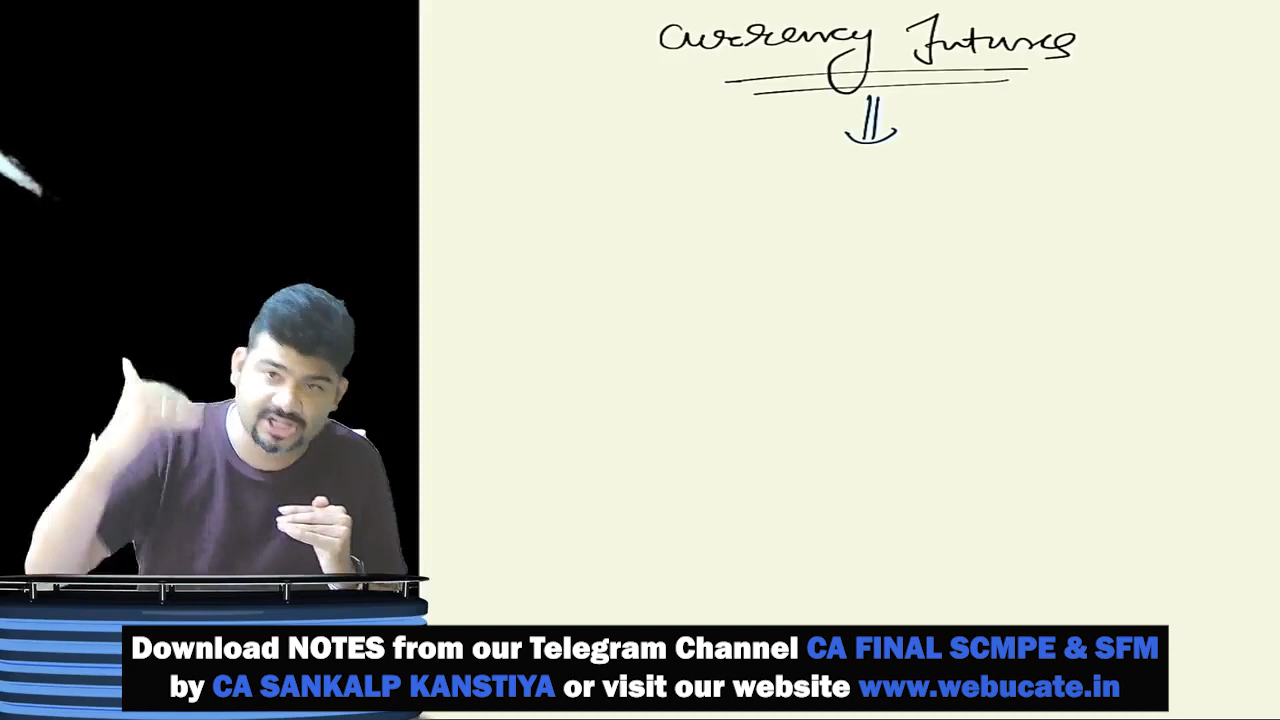 Currency Futures
Download NOTES from our Telegram Channel CA FINAL SCMPE & SFM
by CA SANKALP KANSTIYA or visit our website www.webucate.in